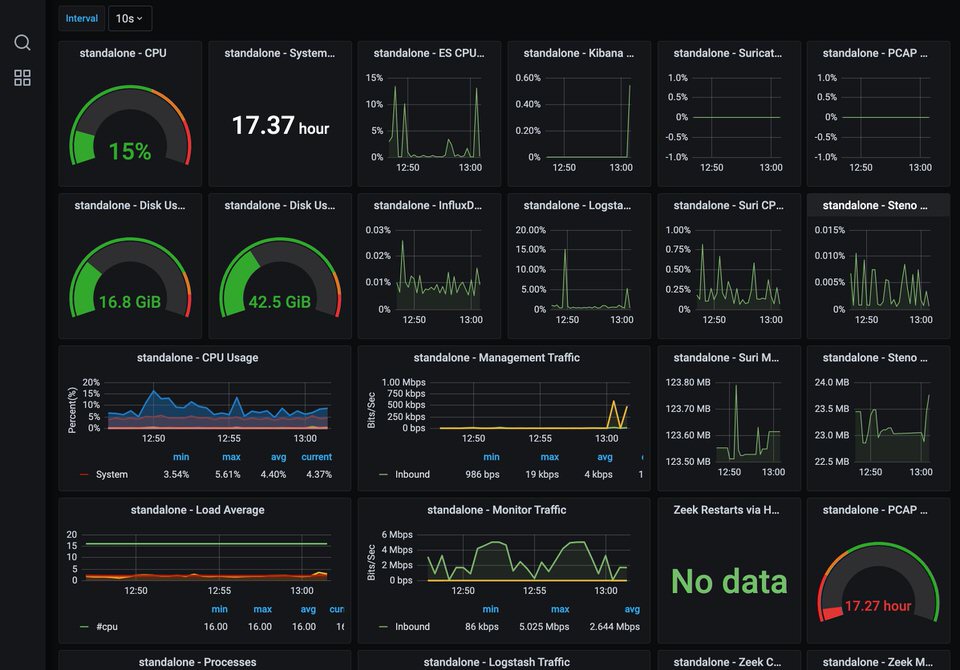 Interval 10s
standalone - CPU
15%
standalone - System...
17.37 hour
standalone - ES CPU...
15%
10%
5%
0%
12:50 13:00
standalone - Kibana ...
0.60%
0.40%
0.20%
0%
12:50 13:00
standalone - Suricat...
1.0%
0.5%
0%
-0.5%
-1.0%
12:50 13:00
standalone - PCAP ...
1.0%
0.5%
0%
-0.5%
-1.0%
12:50 13:00
standalone - Disk Us...
16.8 GiB
standalone - Disk Us...
42.5 GiB
standalone - InfluxD...
0.03%
0.02%
0.01%
0%
12:50 13:00
standalone - Logsta...
20.00%
15.00%
10.00%
5.00%
0%
12:50 13:00
standalone - Suri CP...
1.00%
0.75%
0.50%
0.25%
0%
12:50 13:00
standalone - Steno ...
0.015%
0.010%
0.005%
0%
12:50 13:00
standalone - CPU Usage
Percent(%)
20%
15%
10%
5%
0%
12:50 12:55 13:00
min max avg current
System 3.54% 5.61% 4.40% 4.37%
standalone - Management Traffic
Bits/Sec
1.00 Mbps
750 kbps
500 kbps
250 kbps
0 bps
12:50 12:55 13:00
min max avg
Inbound 986 bps 19 kbps 4 kbps 1
standalone - Suri M...
123.80 MB
123.70 MB
123.60 MB
123.50 MB
12:50 13:00
standalone - Steno ...
24.0 MB
23.5 MB
23.0 MB
22.5 MB
12:50 13:00
standalone - Load Average
20
15
10
5
0
12:50 12:55 13:00
min max avg curr
#cpu 16.00 16.00 16.00 16
standalone - Monitor Traffic
Bits/Sec
6 Mbps
4 Mbps
2 Mbps
0 bps
12:50 12:55 13:00
min max avg
Inbound 86 kbps 5.025 Mbps 2.644 Mbps
Zeek Restarts via H...
No data
standalone - PCAP ...
17.27 hour
standalone - Processes
standalone - Logstash Traffic
standalone - Zeek C...
standalone - Zeek M...